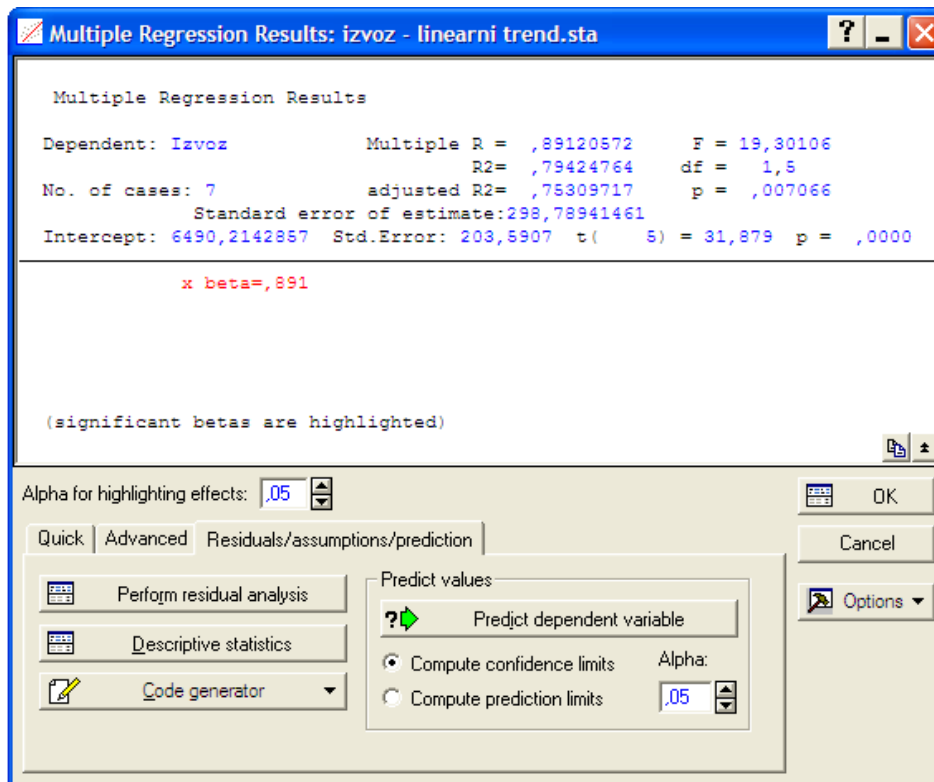 Multiple Regression Results: izvoz - linearni trend.sta
Multiple Regression Results
Dependent: Izvoz Multiple R = ,89120572 F = 19,30106
R2= ,79424764 df = 1,5
No. of cases: 7 adjusted R2= ,75309717 p = ,007066
Standard error of estimate:298,78941461
Intercept: 6490,2142857 Std.Error: 203,5907 t( 5) = 31,879 p = ,0000
x beta=,891
(significant betas are highlighted)
Alpha for highlighting effects: ,05
OK
Quick Advanced Residuals/assumptions/prediction
Cancel
Perform residual analysis
Descriptive statistics
Code generator
Predict values
Predict dependent variable
Compute confidence limits
Compute prediction limits
Alpha:
,05
Options